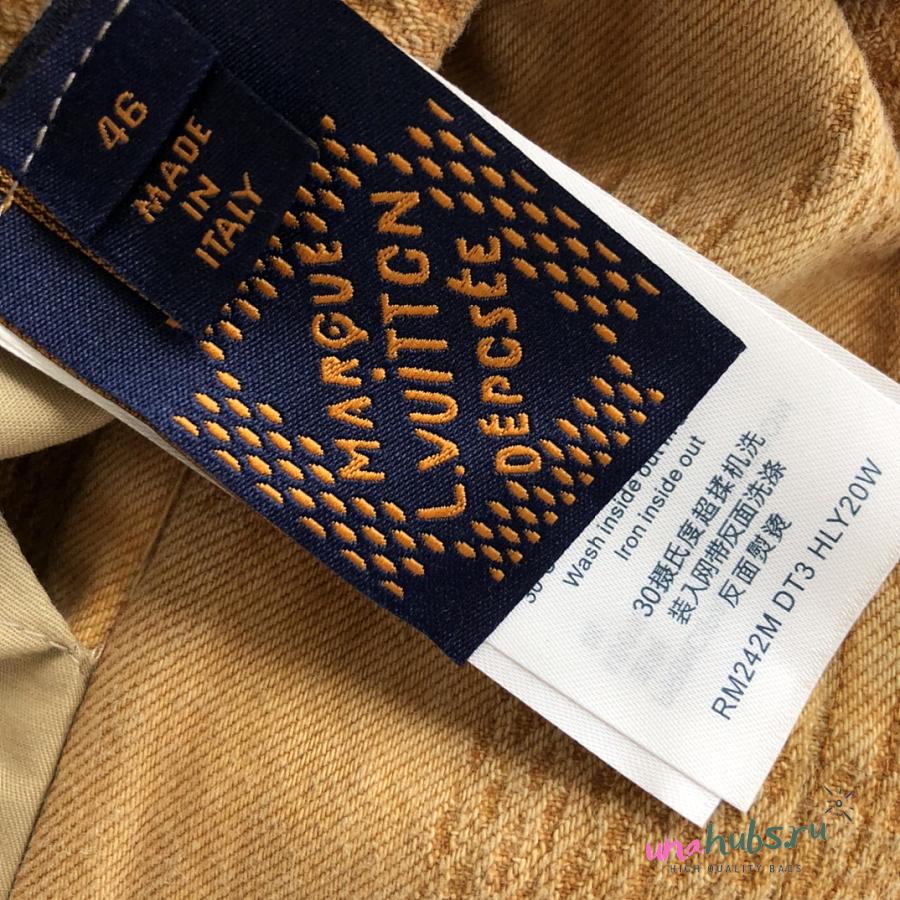 46
MADE
IN
ITALY
MARQUE
L.VUITTON
DÉPOSÉE
Wash inside out
Iron inside out
30摄氏度超揉机洗
装入网带反面洗涤
反面熨烫
RM242M DT3 HLY20W
unahubs.ru
HIGH QUALITY BAGS